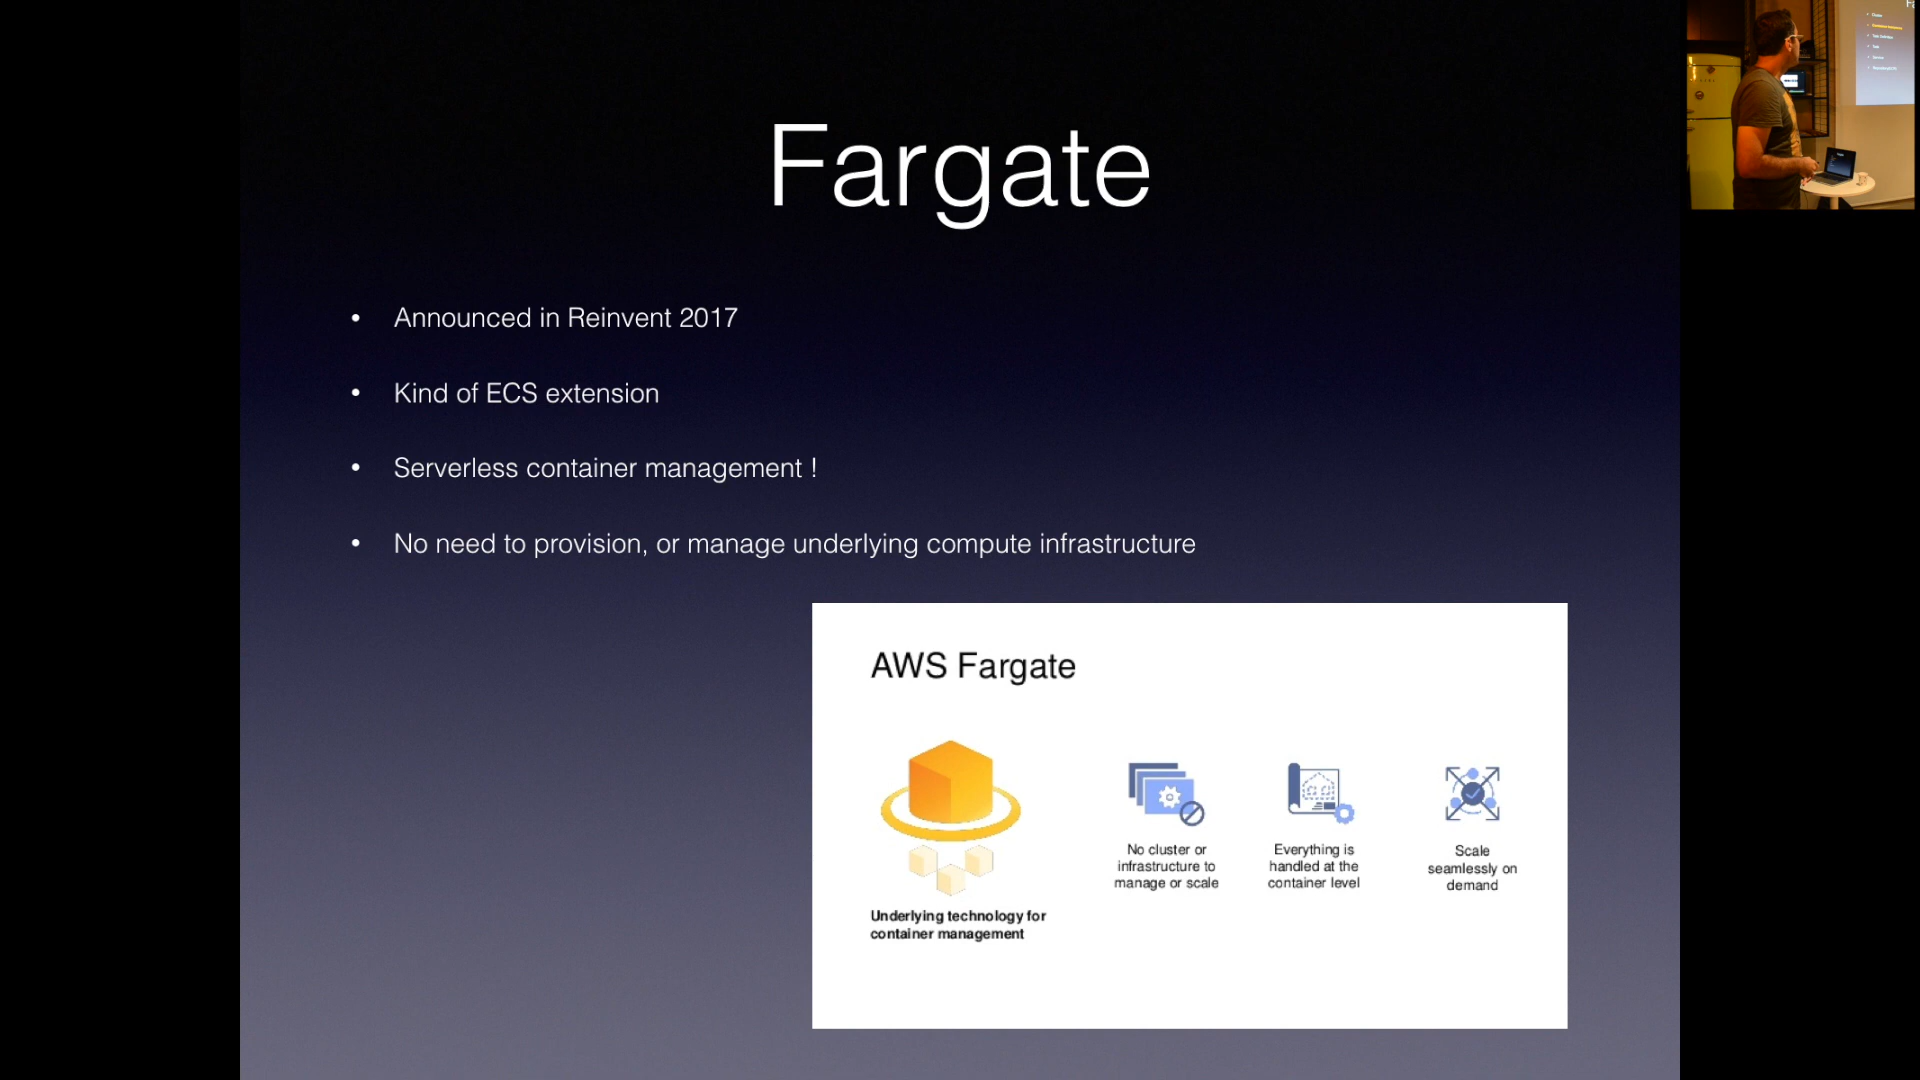 Fargate
• Announced in Reinvent 2017
• Kind of ECS extension
• Serverless container management !
• No need to provision, or manage underlying compute infrastructure
AWS Fargate
Underlying technology for
container management
No cluster or
infrastructure to
manage or scale
Everything is
handled at the
container level
Scale
seamlessly on
demand